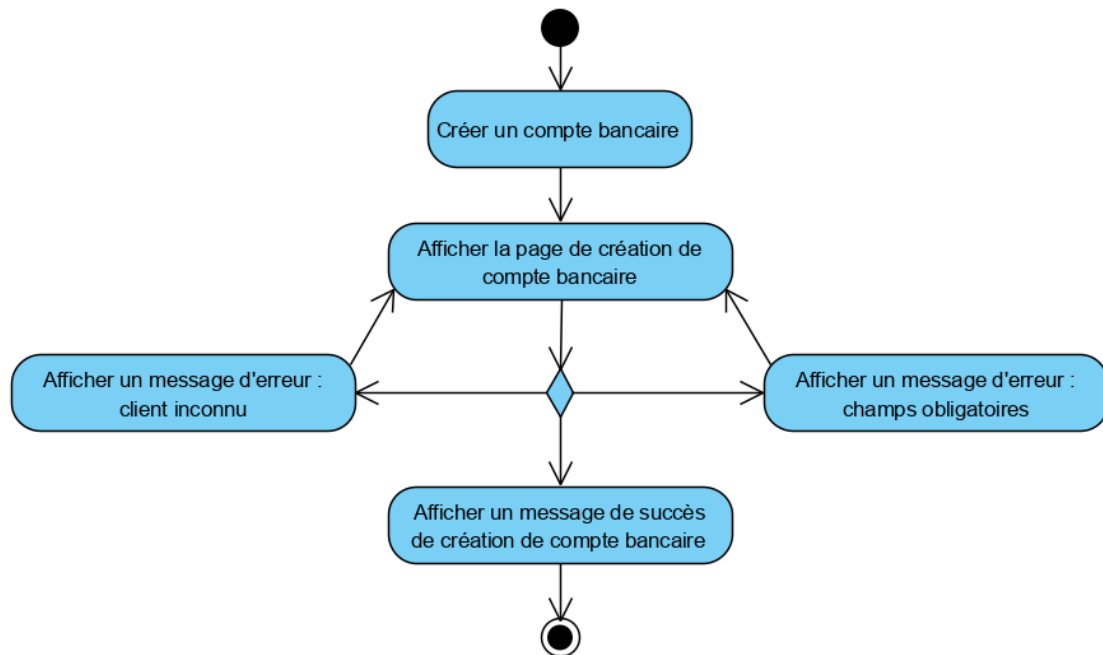 Créer un compte bancaire
Afficher la page de création de
compte bancaire
Afficher un message d'erreur :
client inconnu
Afficher un message d'erreur :
champs obligatoires
Afficher un message de succès
de création de compte bancaire